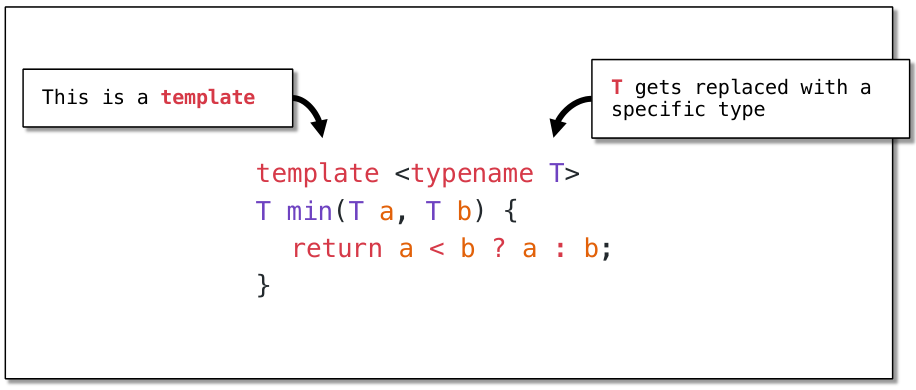 This is a template
T gets replaced with a
specific type
template <typename T>
T min(T a, T b) {
return a < b ? a : b;
}